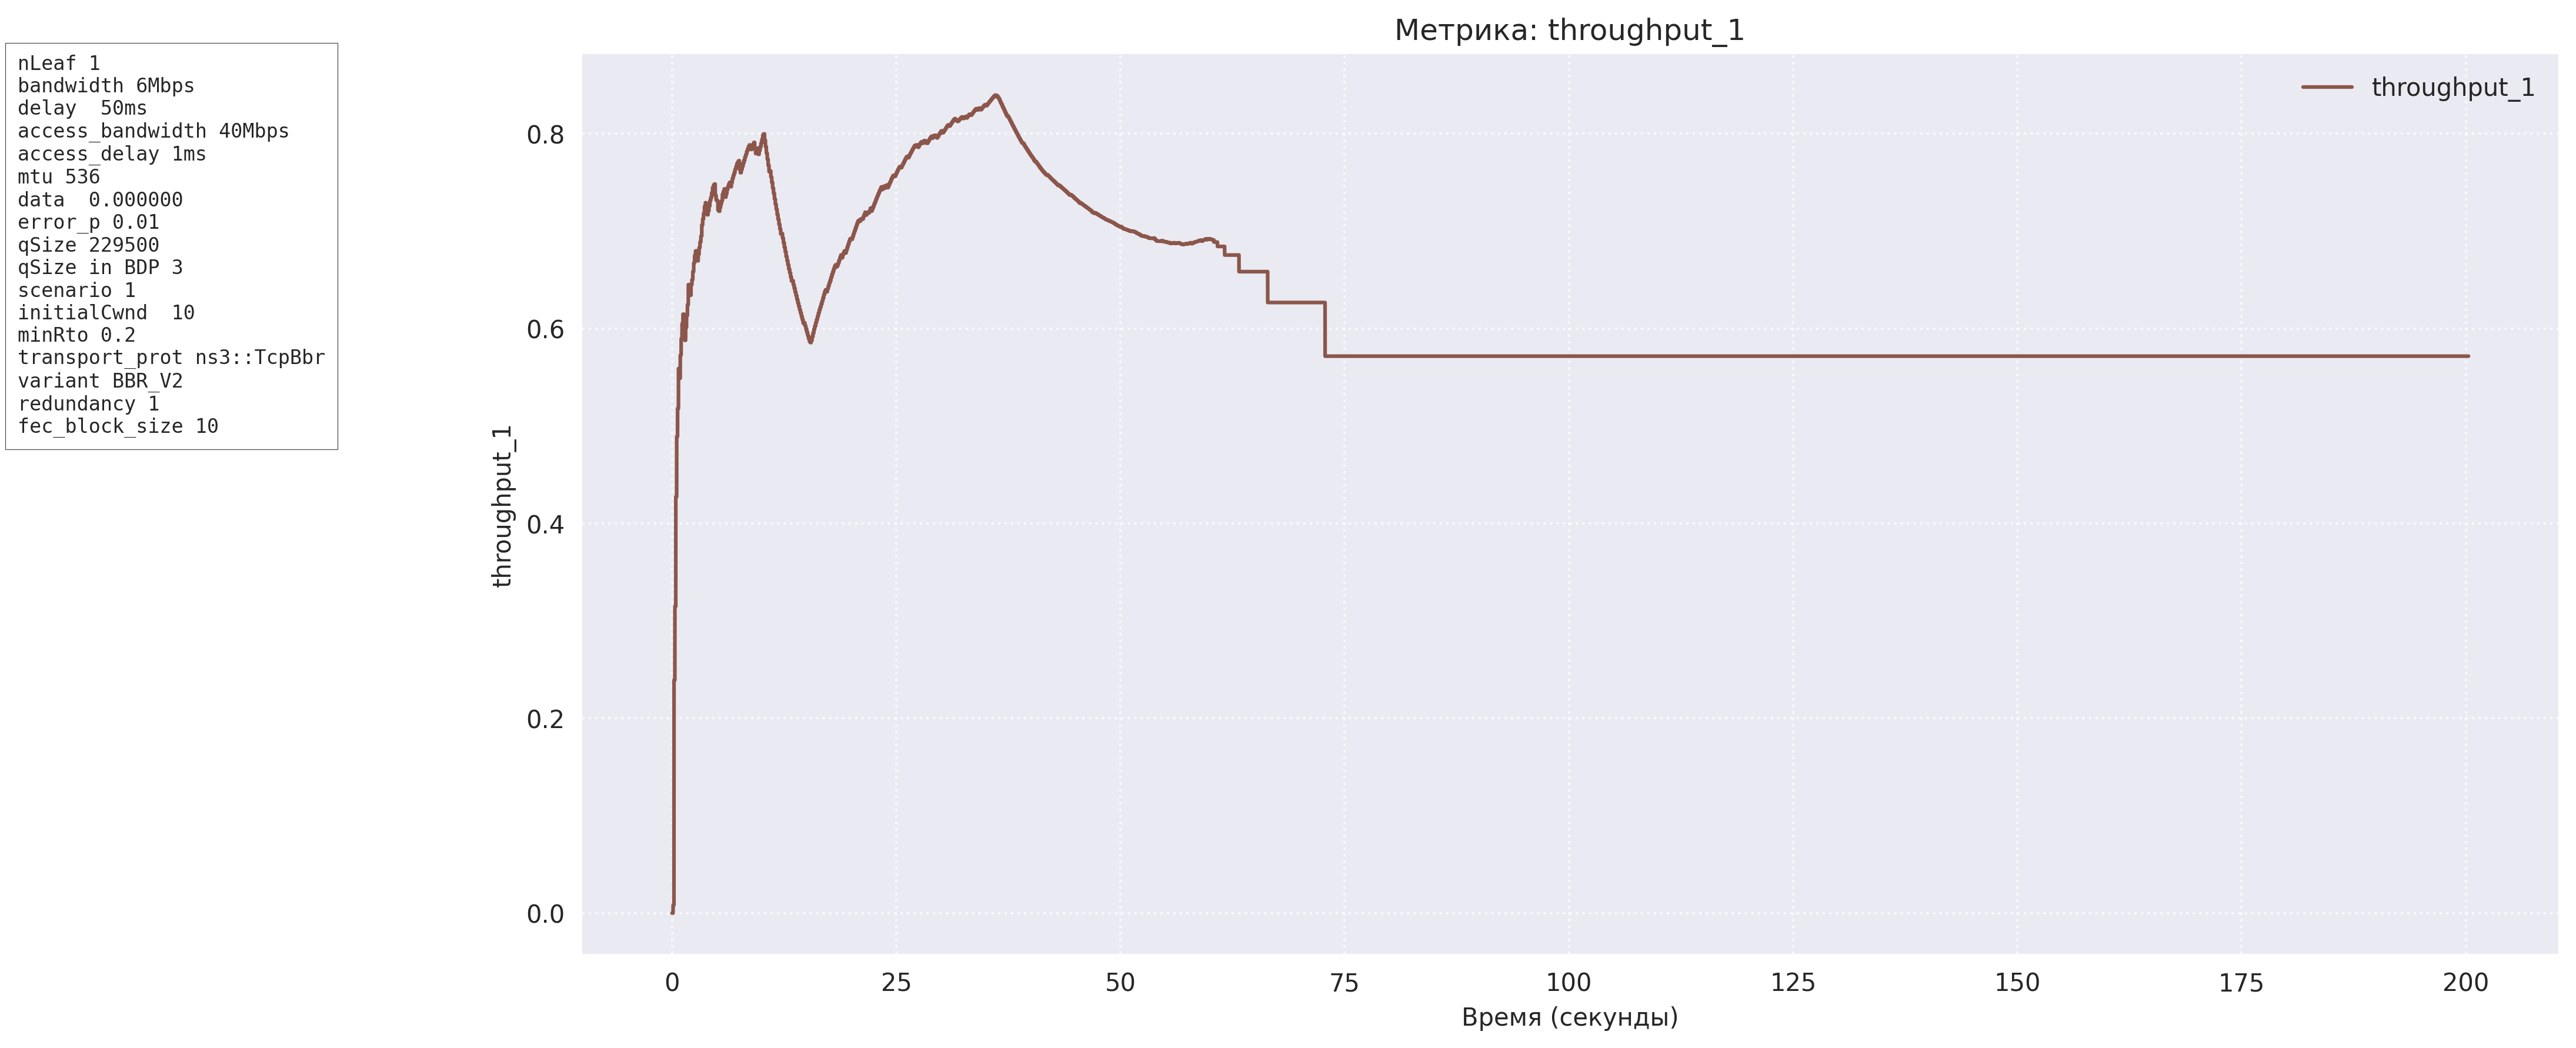 Метрика: throughput_1
nLeaf 1
bandwidth 6Mbps
delay  50ms
access_bandwidth 40Mbps
access_delay 1ms
mtu 536
data  0.000000
error_p 0.01
qSize 229500
qSize in BDP 3
scenario 1
initialCwnd  10
minRto 0.2
transport_prot ns3::TcpBbr
variant BBR_V2
redundancy 1
fec_block_size 10
throughput_1
throughput_1
0.8
0.6
0.4
0.2
0.0
0 25 50 75 100 125 150 175 200
Время (секунды)